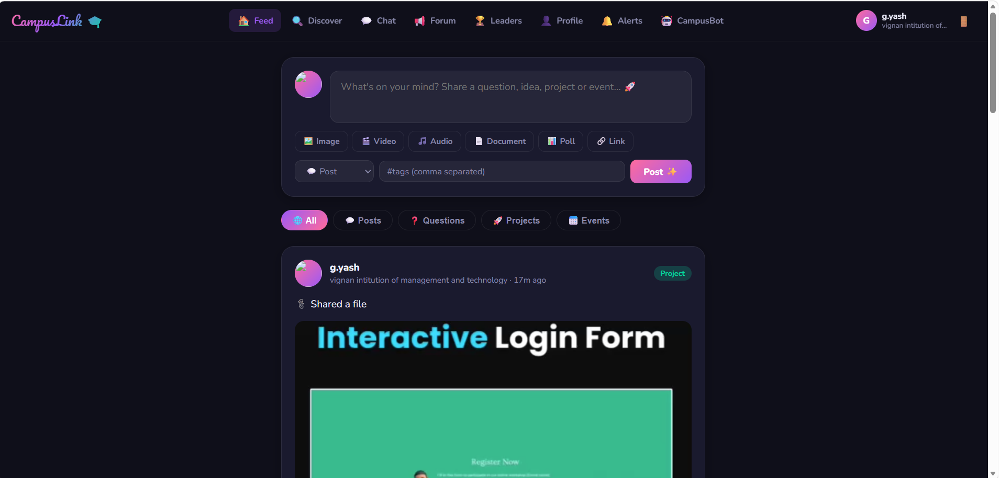 CampusLink
Feed
Discover
Chat
Forum
Leaders
Profile
Alerts
CampusBot
G
g.yash
vignan intitution of...
What's on your mind? Share a question, idea, project or event...
Image
Video
Audio
Document
Poll
Link
Post
#tags (comma separated)
Post
All
Posts
Questions
Projects
Events
g.yash
vignan intitution of management and technology · 17m ago
Project
Shared a file
Interactive Login Form
Register Now